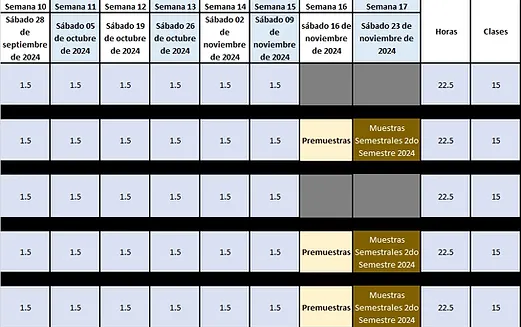 Semana 10 Semana 11 Semana 12 Semana 13 Semana 14 Semana 15 Semana 16 Semana 17
Sábado 28 de septiembre de 2024 Sábado 05 de octubre de 2024 Sábado 19 de octubre de 2024 Sábado 26 de octubre de 2024 Sábado 02 de noviembre de 2024 Sábado 09 de noviembre de 2024 sábado 16 de noviembre de 2024 Sábado 23 de noviembre de 2024 Horas Clases
1.5 1.5 1.5 1.5 1.5 1.5 22.5 15
1.5 1.5 1.5 1.5 1.5 1.5 Premuestras Muestras Semestrales 2do Semestre 2024 22.5 15
1.5 1.5 1.5 1.5 1.5 1.5 22.5 15
1.5 1.5 1.5 1.5 1.5 1.5 Premuestras Muestras Semestrales 2do Semestre 2024 22.5 15
1.5 1.5 1.5 1.5 1.5 1.5 Premuestras Muestras Semestrales 2do Semestre 2024 22.5 15